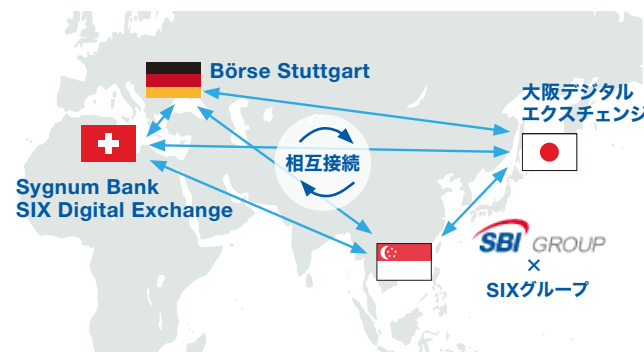 Börse Stuttgart
大阪デジタル
エクスチェンジ
相互接続
Sygnum Bank
SIX Digital Exchange
SBI GROUP
×
SIXグループ